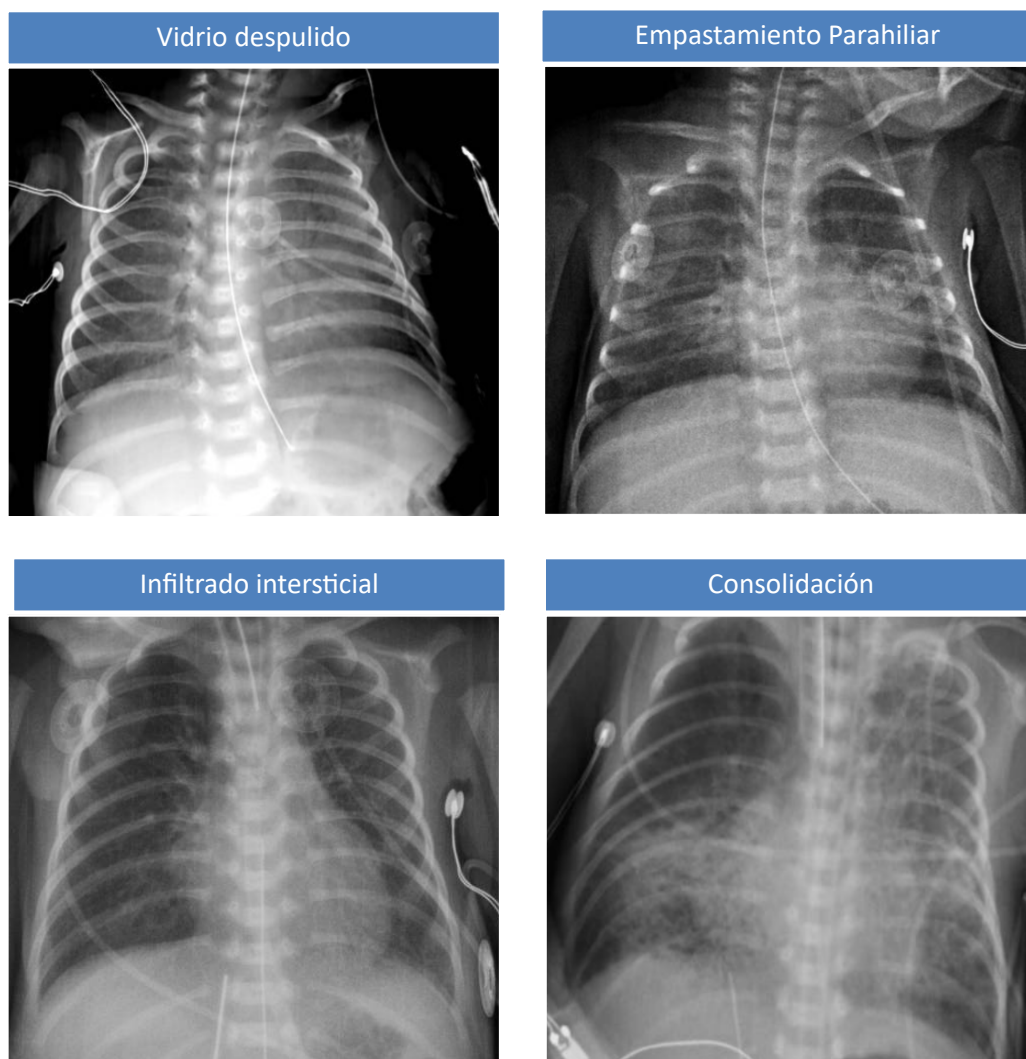 Vidrio despulido
Empastamiento Parahiliar
Infiltrado intersticial
Consolidación